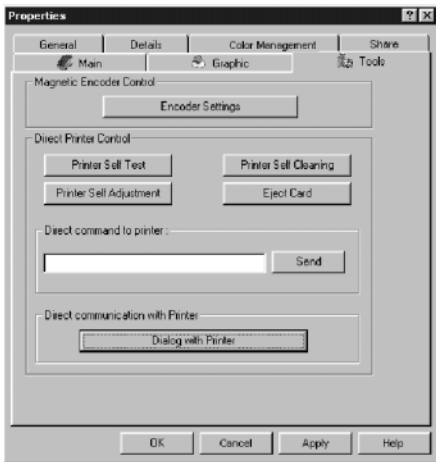 Properties
General Details Color Management Share
Main Graphic Tools
Magnetic Encoder Control
Encoder Settings
Direct Printer Control
Printer Self Test Printer Self Cleaning
Printer Self Adjustment Eject Card
Direct command to printer :
Send
Direct communication with Printer
Dialog with Printer
OK Cancel Apply Help